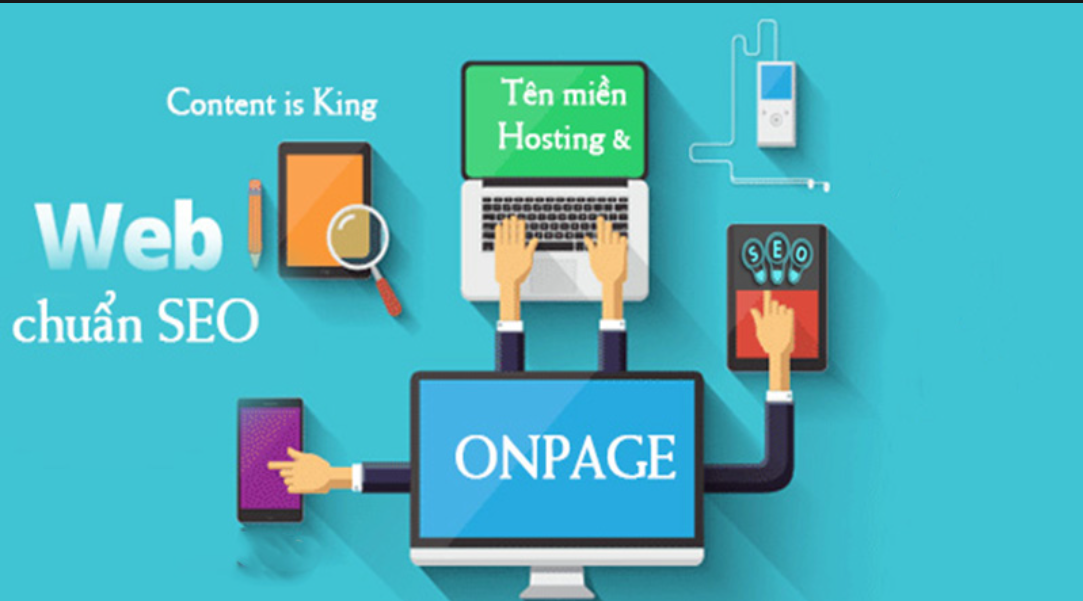 Content is King
Tên miền
Hosting &
Web
chuẩn SEO
SEO
ONPAGE